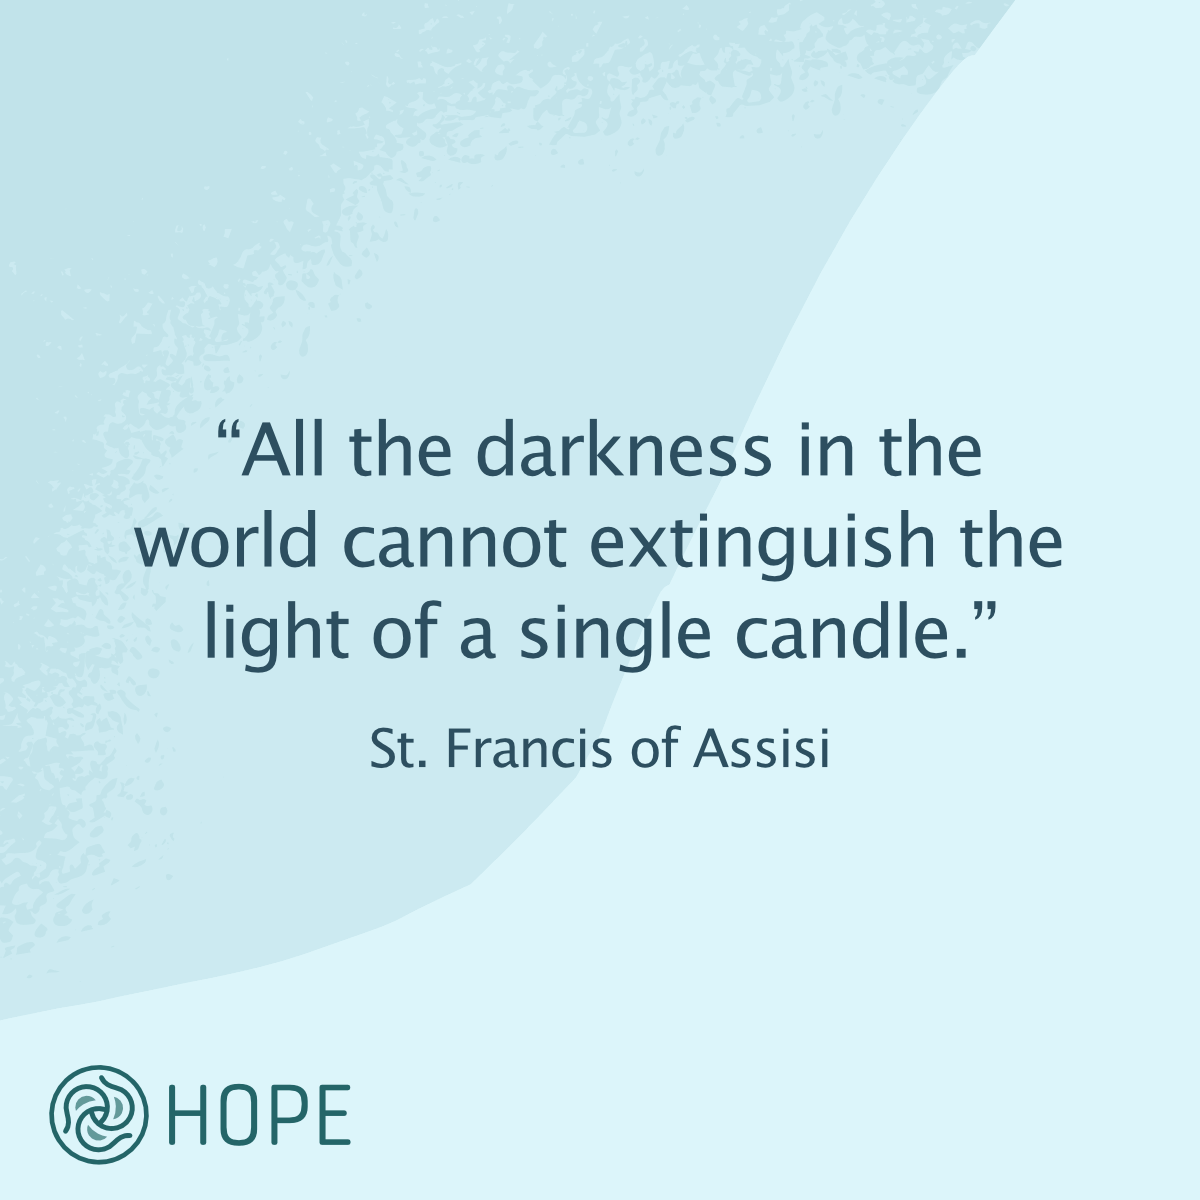 “All the darkness in the
world cannot extinguish the
light of a single candle.”
St. Francis of Assisi
HOPE